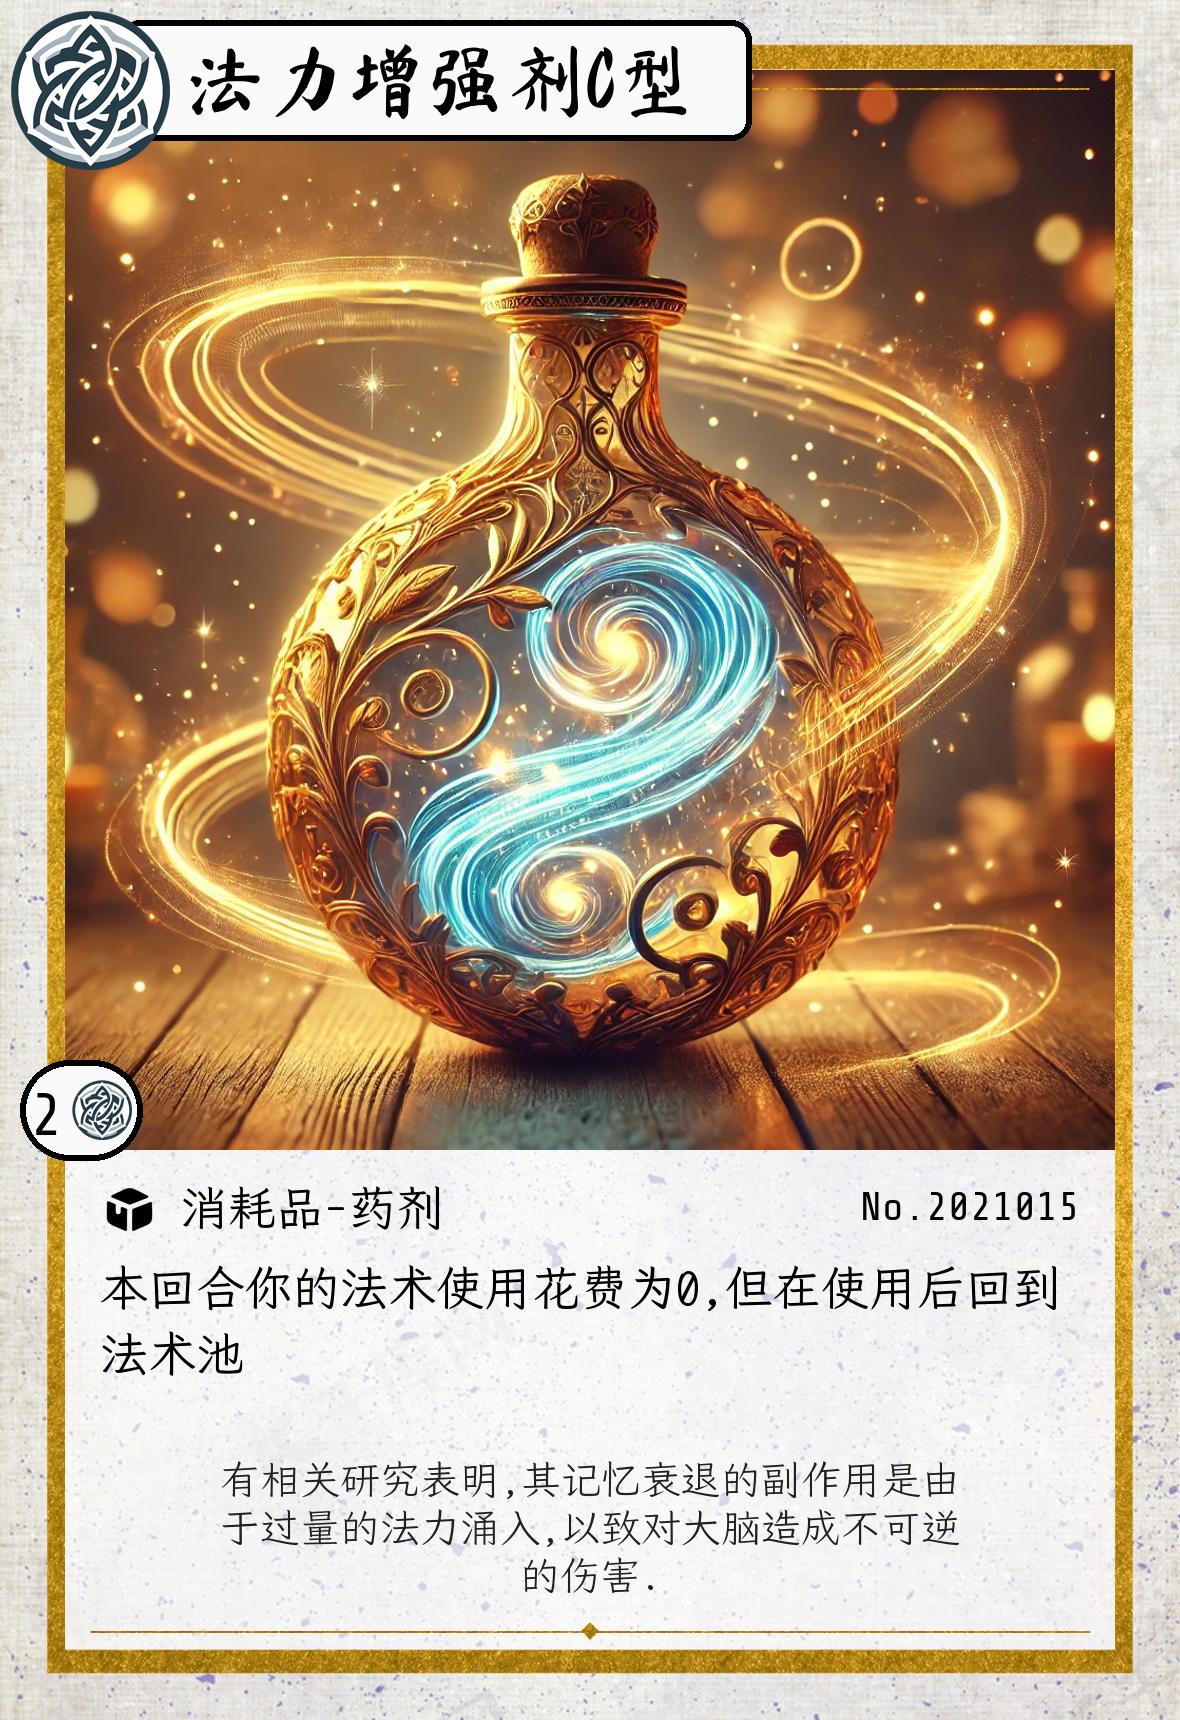 法力增强剂C型
2
消耗品-药剂
No.2021015
本回合你的法术使用花费为0,但在使用后回到
法术池
有相关研究表明,其记忆衰退的副作用是由
于过量的法力涌入,以致对大脑造成不可逆
的伤害.